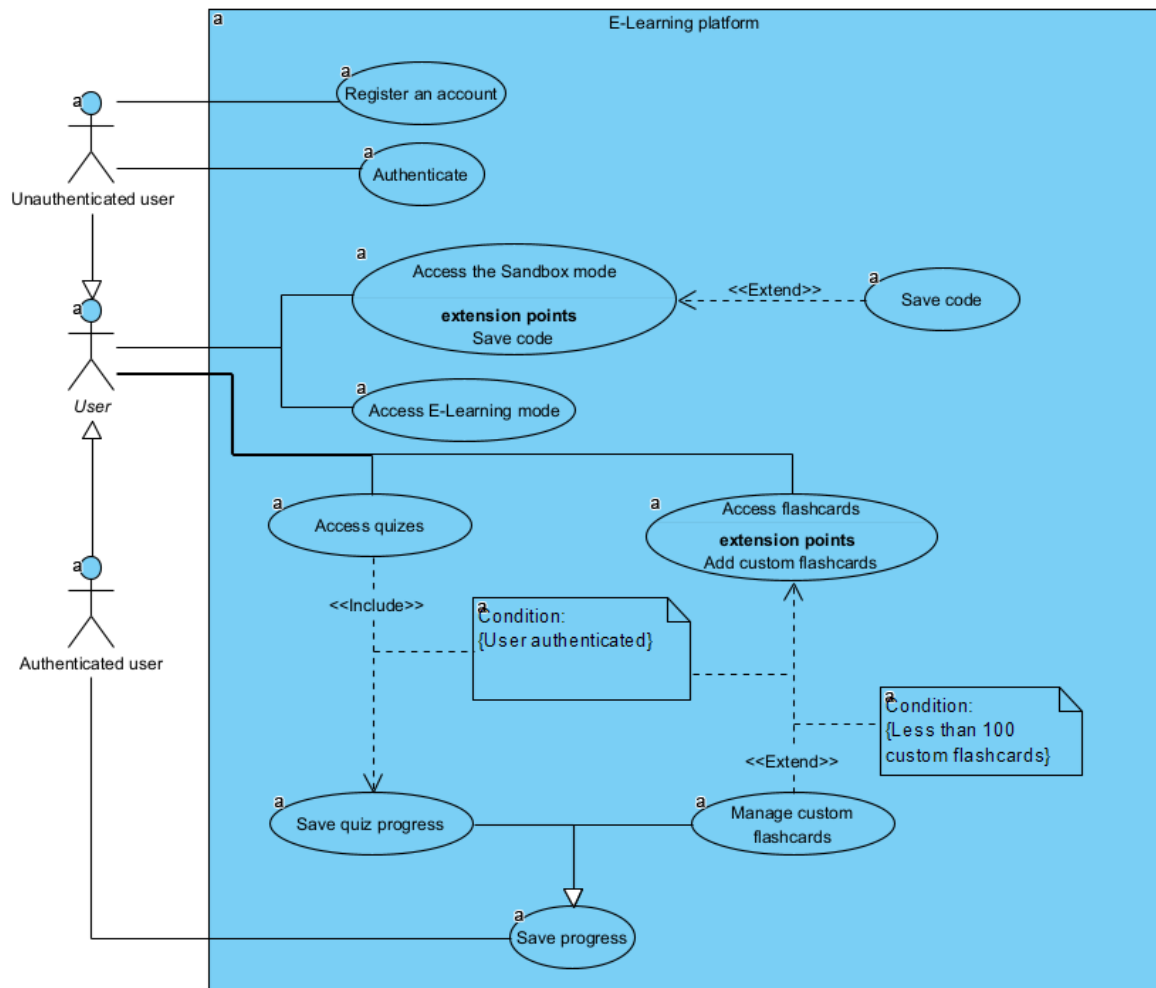 a
E-Learning platform
a
Register an account
a
a
Authenticate
Unauthenticated user
a
Access the Sandbox mode
extension points
Save code
<<Extend>>
a
Save code
a
User
a
Access E-Learning mode
a
Access quizes
a
Access flashcards
extension points
Add custom flashcards
a
Authenticated user
<<Include>>
a
Condition:
{User authenticated}
a
Condition:
{Less than 100
custom flashcards}
<<Extend>>
a
Save quiz progress
a
Manage custom
flashcards
a
Save progress